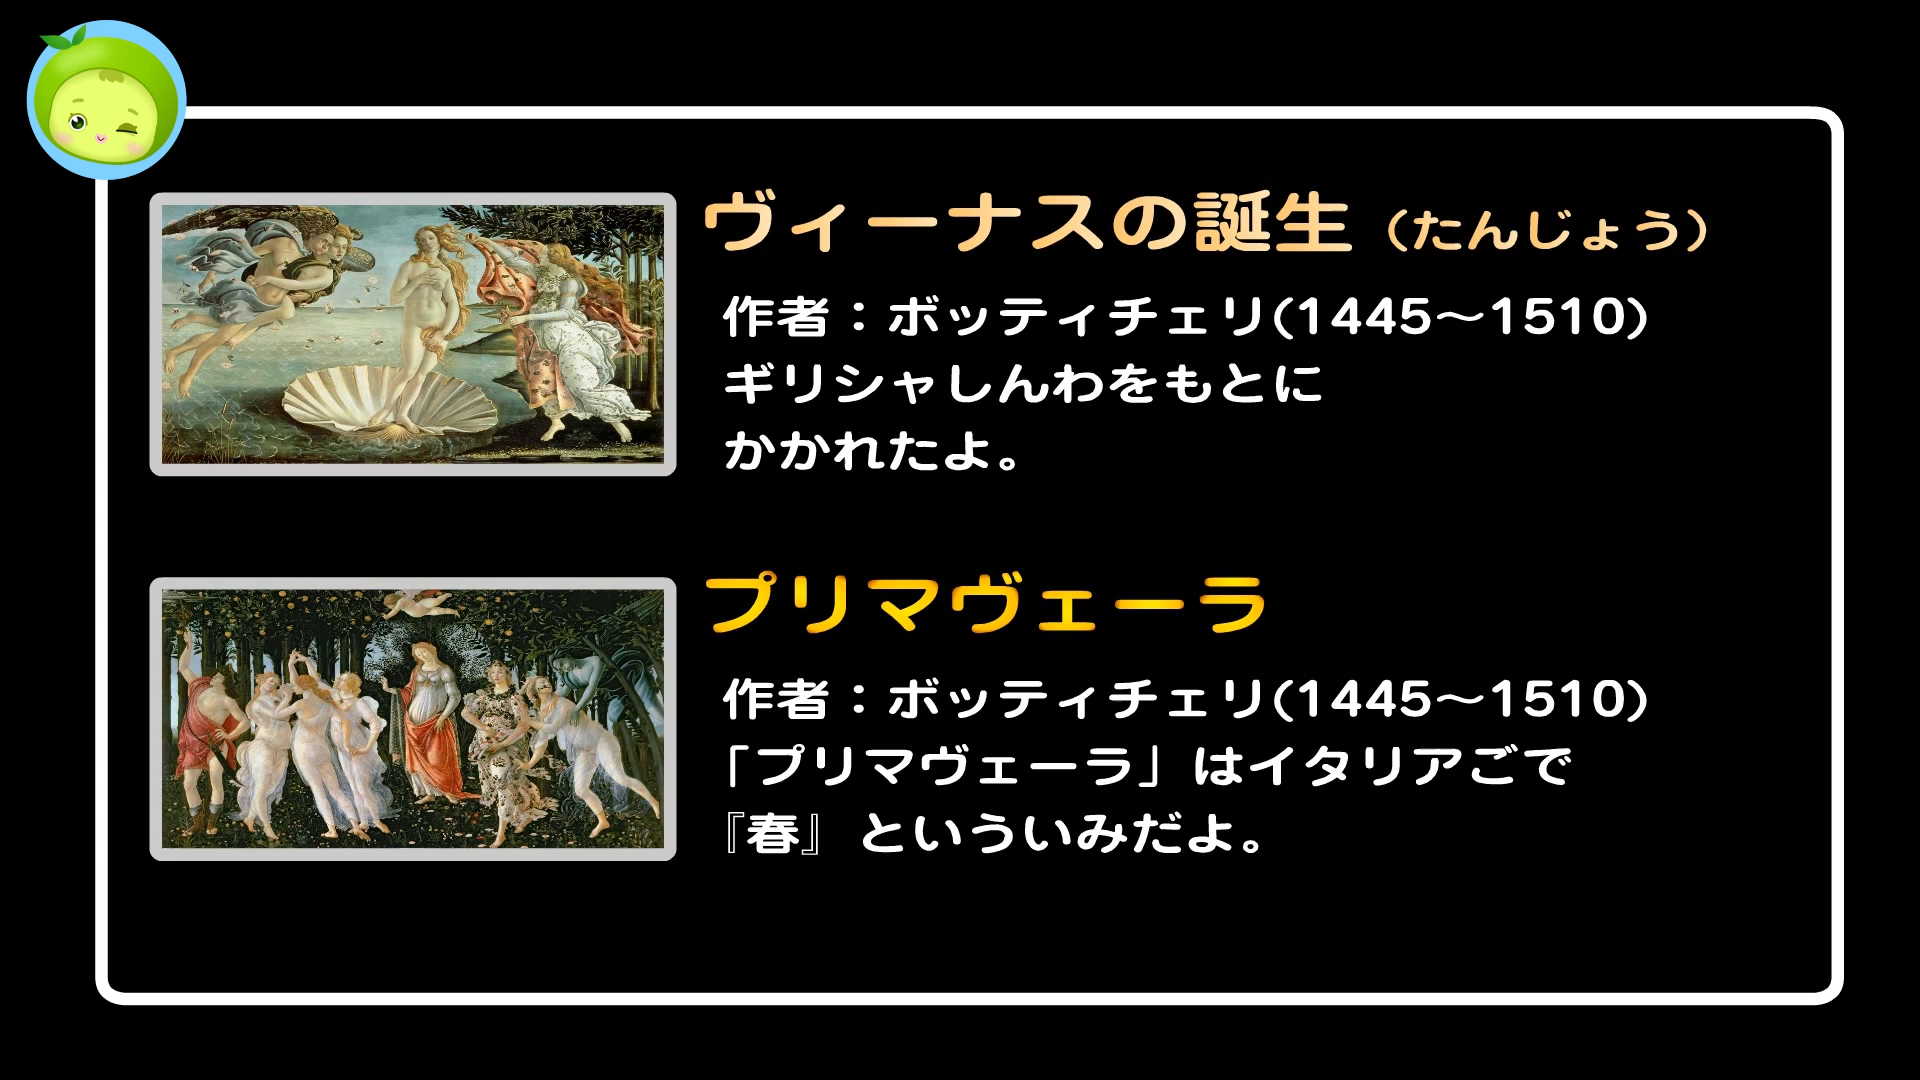 ヴィーナスの誕生（たんじょう）
作者：ボッティチェリ(1445〜1510)
ギリシャしんわをもとに
かかれたよ。
プリマヴェーラ
作者：ボッティチェリ(1445〜1510)
「プリマヴェーラ」はイタリアごで
『春』といういみだよ。